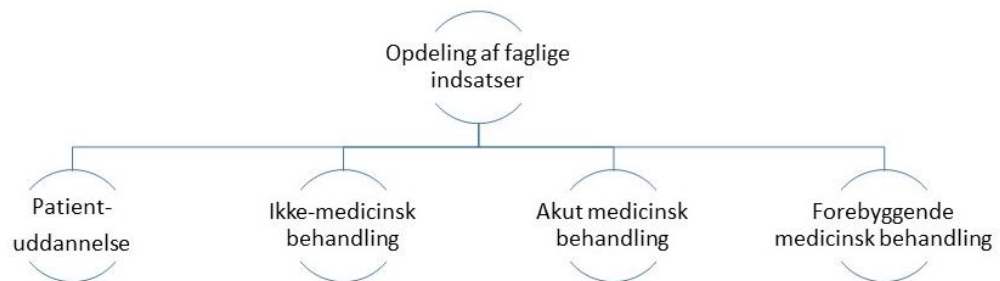 Opdeling af faglige
indsatser
Patient-
uddannelse
Ikke-medicinsk
behandling
Akut medicinsk
behandling
Forebyggende
medicinsk behandling